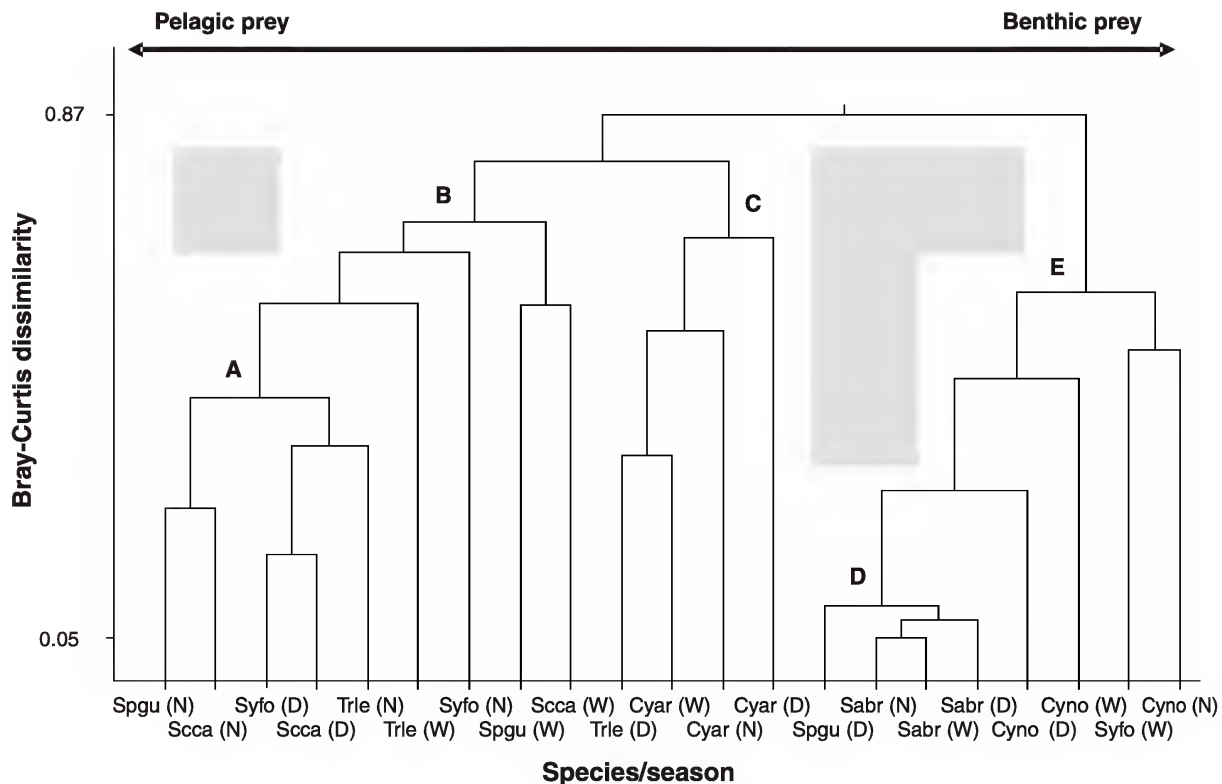 Pelagic prey Benthic prey
0.87
B
C
E
A
D
0.05
Bray-Curtis dissimilarity
Spgu (N) Syfo (D) Trle (N) Syfo (N) Scca (W) Cyar (W) Cyar (D) Sabr (N) Sabr (D) Cyno (W) Cyno (N)
Scca (N) Scca (D) Trle (W) Spgu (W) Trle (D) Cyar (N) Spgu (D) Sabr (W) Cyno (D) Syfo (W)
Species/season